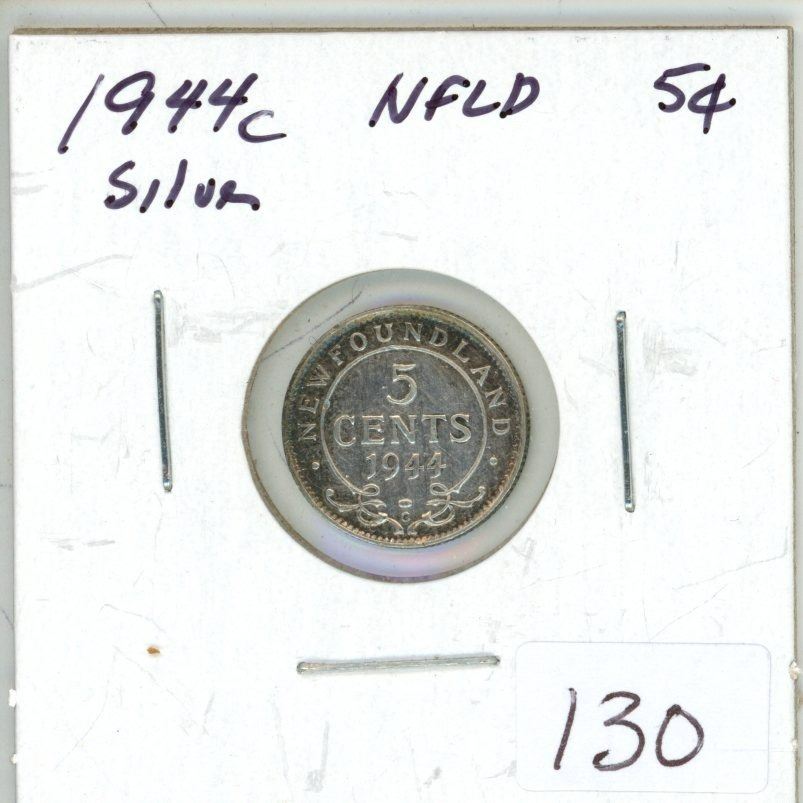 1944c NFLD 5¢
Silver
NEWFOUNDLAND
5
CENTS
1944
C
130